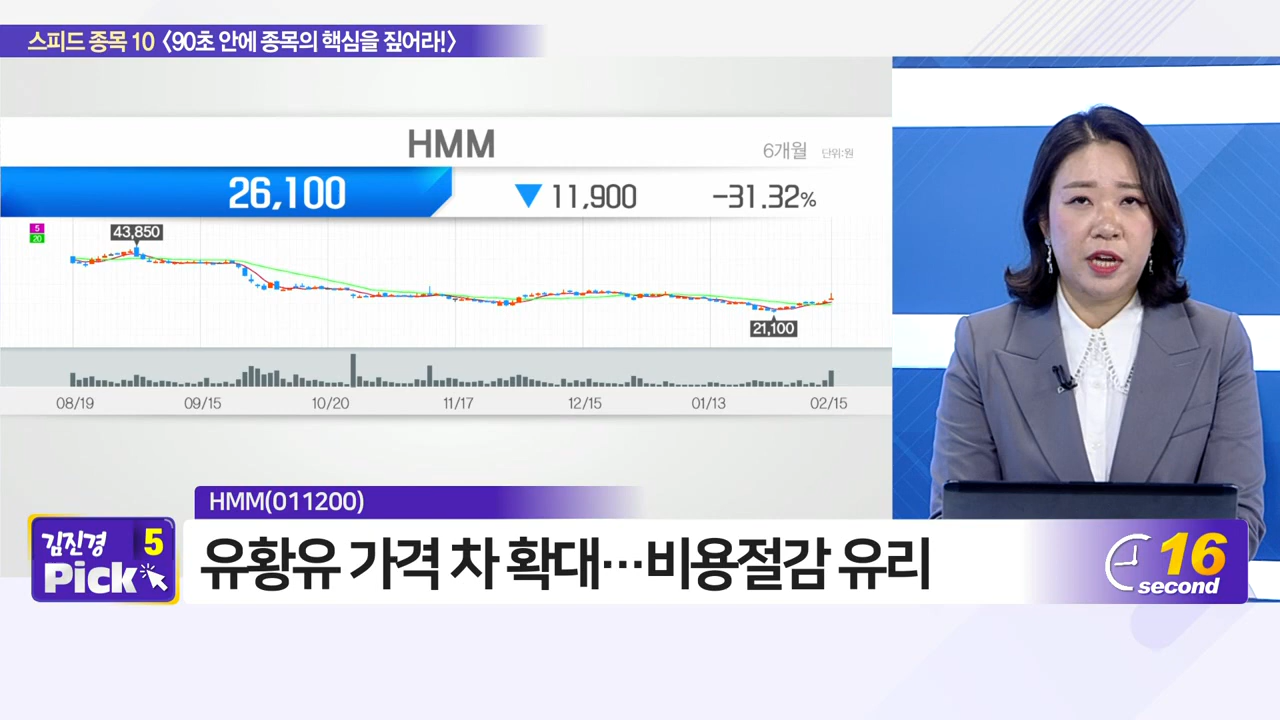 스피드 종목 10 〈90초 안에 종목의 핵심을 짚어라!〉
HMM
6개월 단위:원
26,100 ▼ 11,900 -31.32%
5
20
43,850
21,100
08/19 09/15 10/20 11/17 12/15 01/13 02/15
HMM(011200)
김진경 5
Pick
유황유 가격 차 확대…비용절감 유리
16
second